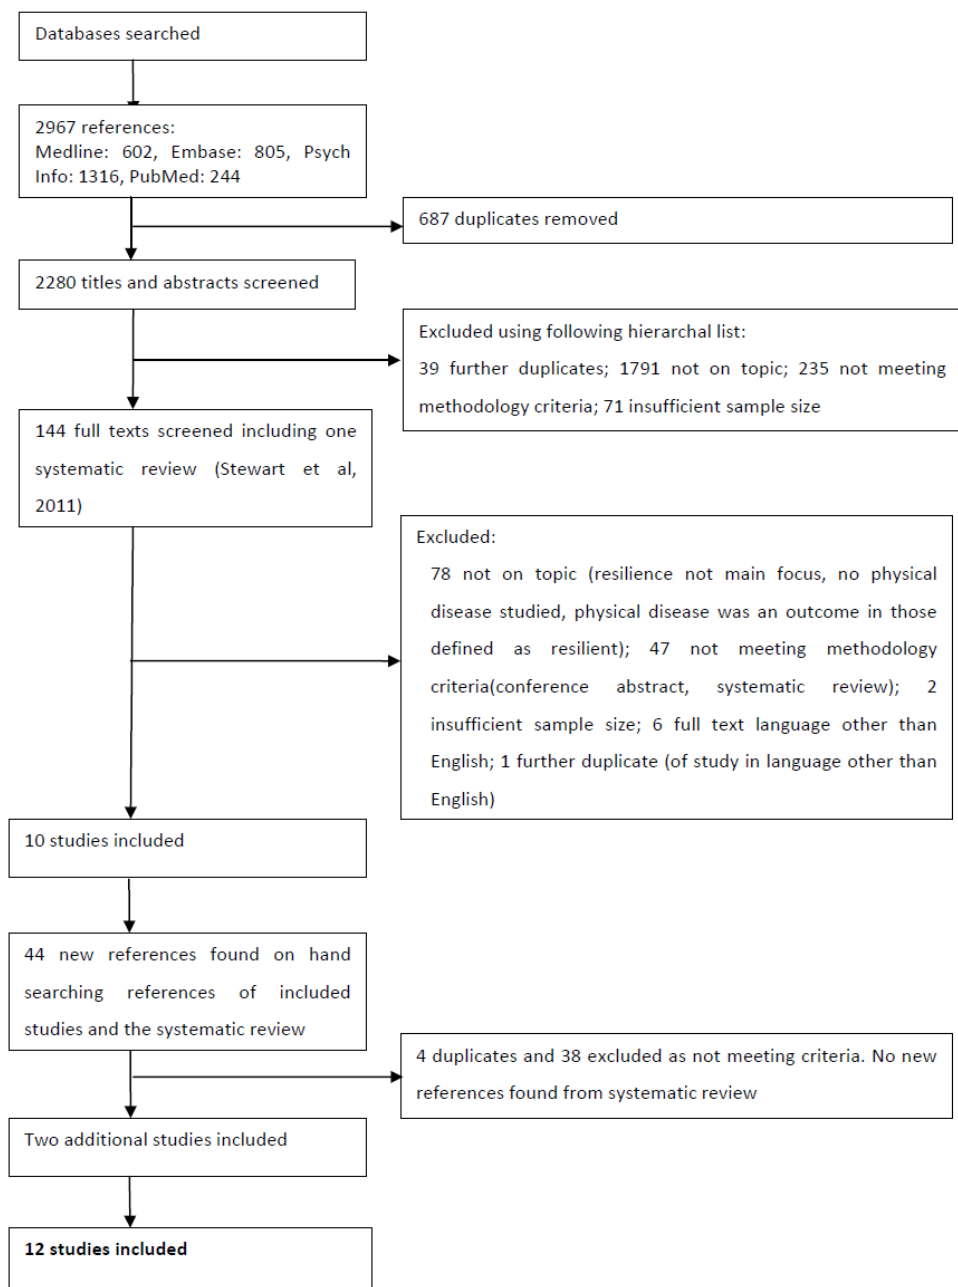 Databases searched
2967 references:
Medline: 602, Embase: 805, Psych
Info: 1316, PubMed: 244
687 duplicates removed
2280 titles and abstracts screened
Excluded using following hierarchal list:
39 further duplicates; 1791 not on topic; 235 not meeting
methodology criteria; 71 insufficient sample size
144 full texts screened including one
systematic review (Stewart et al,
2011)
Excluded:
78 not on topic (resilience not main focus, no physical
disease studied, physical disease was an outcome in those
defined as resilient); 47 not meeting methodology
criteria(conference abstract, systematic review); 2
insufficient sample size; 6 full text language other than
English; 1 further duplicate (of study in language other than
English)
10 studies included
44 new references found on hand
searching references of included
studies and the systematic review
4 duplicates and 38 excluded as not meeting criteria. No new
references found from systematic review
Two additional studies included
12 studies included